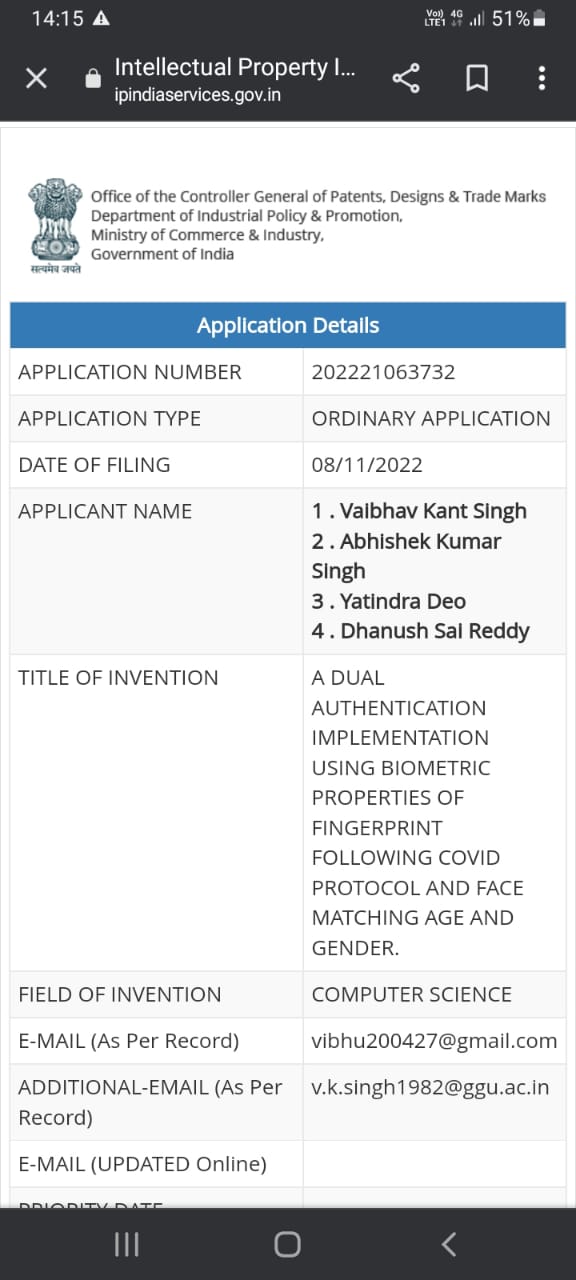 14:15
Vo)) 4G
LTE1 51%
Intellectual Property I...
ipindiaservices.gov.in
Office of the Controller General of Patents, Designs & Trade Marks
Department of Industrial Policy & Promotion,
Ministry of Commerce & Industry,
Government of India
सत्यमेव जयते
Application Details
APPLICATION NUMBER 202221063732
APPLICATION TYPE ORDINARY APPLICATION
DATE OF FILING 08/11/2022
APPLICANT NAME 1 . Vaibhav Kant Singh
2 . Abhishek Kumar
Singh
3 . Yatindra Deo
4 . Dhanush Sai Reddy
TITLE OF INVENTION A DUAL
AUTHENTICATION
IMPLEMENTATION
USING BIOMETRIC
PROPERTIES OF
FINGERPRINT
FOLLOWING COVID
PROTOCOL AND FACE
MATCHING AGE AND
GENDER.
FIELD OF INVENTION COMPUTER SCIENCE
E-MAIL (As Per Record) vibhu200427@gmail.com
ADDITIONAL-EMAIL (As Per v.k.singh1982@ggu.ac.in
Record)
E-MAIL (UPDATED Online)
PRIORITY DATE